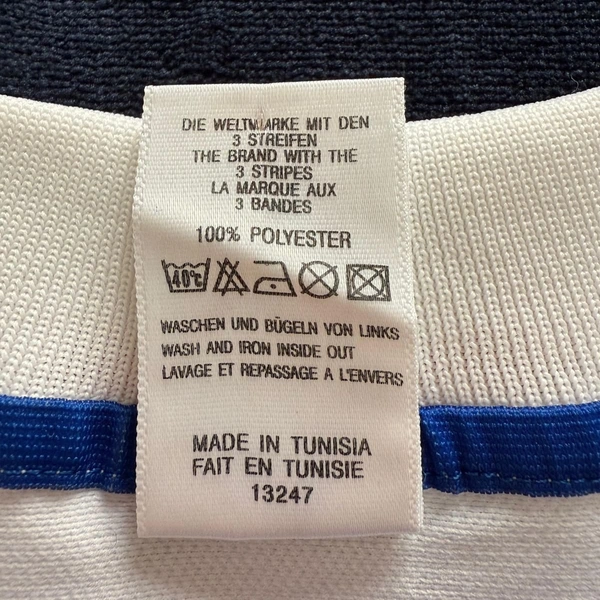 DIE WELTMARKE MIT DEN
3 STREIFEN
THE BRAND WITH THE
3 STRIPES
LA MARQUE AUX
3 BANDES
100% POLYESTER
40°C
WASCHEN UND BÜGELN VON LINKS
WASH AND IRON INSIDE OUT
LAVAGE ET REPASSAGE A L'ENVERS
MADE IN TUNISIA
FAIT EN TUNISIE
13247